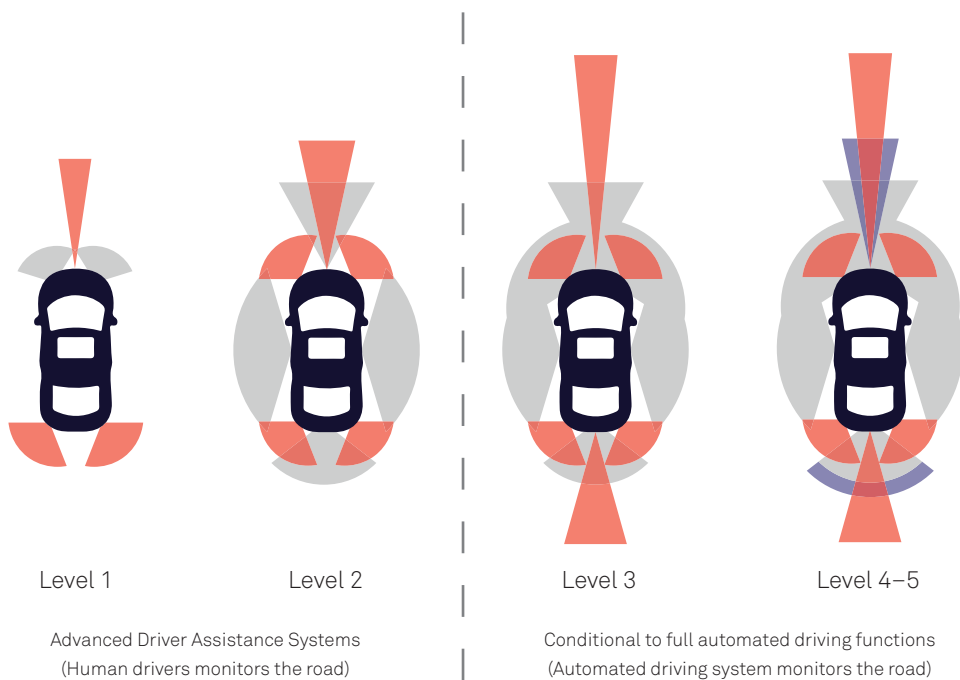 Level 1
Level 2
Level 3
Level 4–5
Advanced Driver Assistance Systems
(Human drivers monitors the road)
Conditional to full automated driving functions
(Automated driving system monitors the road)